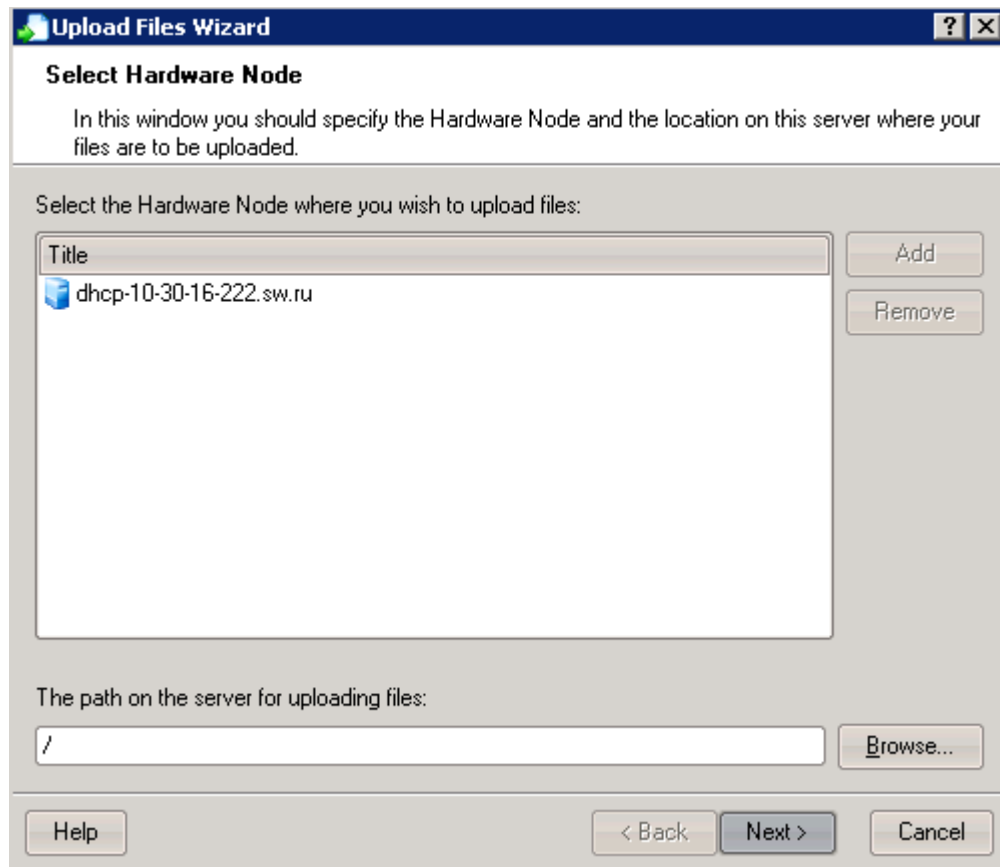 Upload Files Wizard
Select Hardware Node
In this window you should specify the Hardware Node and the location on this server where your
files are to be uploaded.
Select the Hardware Node where you wish to upload files:
Title
Add
dhcp-10-30-16-222.sw.ru
Remove
The path on the server for uploading files:
/
Browse...
Help
< Back
Next >
Cancel